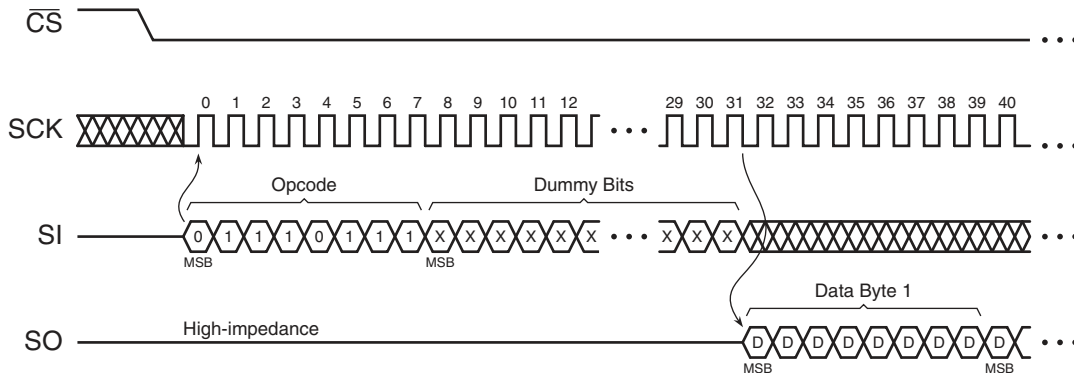 CS
0 1 2 3 4 5 6 7 8 9 10 11 12 29 30 31 32 33 34 35 36 37 38 39 40
SCK
Opcode Dummy Bits
SI 0 1 1 1 0 1 1 1 X X X X X X X X X
MSB MSB
Data Byte 1
High-impedance
SO D D D D D D D D D
MSB MSB